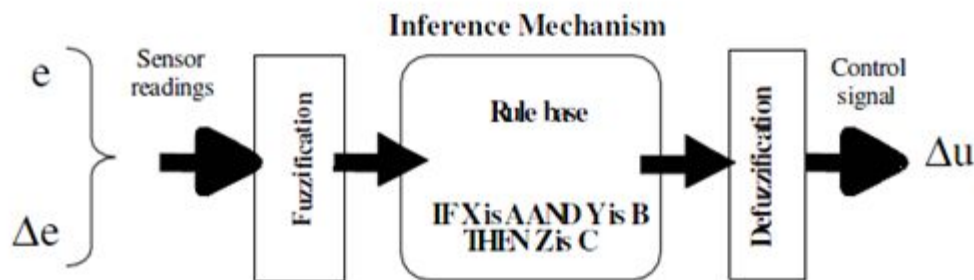 Inference Mechanism
e
Δe
Sensor
readings
Fuzzification
Rule base
IF X is A AND Y is B
THEN Z is C
Defuzzification
Control
signal
Δu